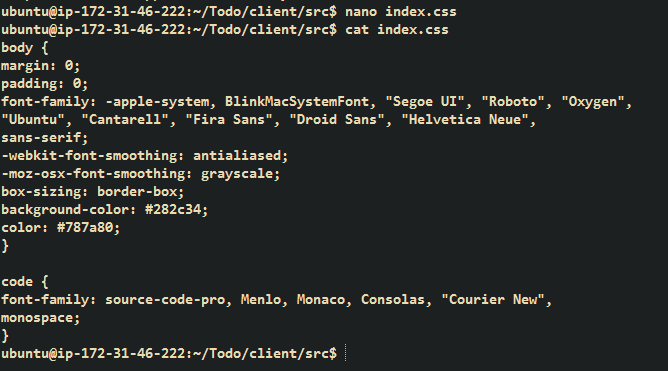 ubuntu@ip-172-31-46-222:~/Todo/client/src$ nano index.css
ubuntu@ip-172-31-46-222:~/Todo/client/src$ cat index.css
body {
margin: 0;
padding: 0;
font-family: -apple-system, BlinkMacSystemFont, "Segoe UI", "Roboto", "Oxygen",
"Ubuntu", "Cantarell", "Fira Sans", "Droid Sans", "Helvetica Neue",
sans-serif;
-webkit-font-smoothing: antialiased;
-moz-osx-font-smoothing: grayscale;
box-sizing: border-box;
background-color: #282c34;
color: #787a80;
}
code {
font-family: source-code-pro, Menlo, Monaco, Consolas, "Courier New",
monospace;
}
ubuntu@ip-172-31-46-222:~/Todo/client/src$